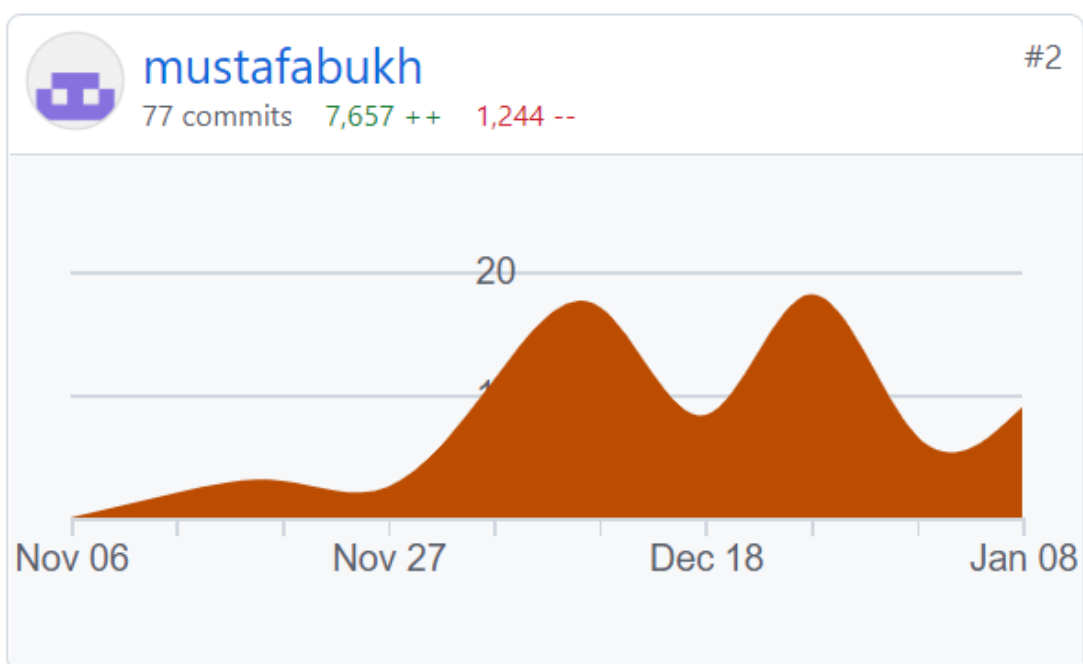 mustafabukh
#2
77 commits 7,657 ++ 1,244 --
20
Nov 06 Nov 27 Dec 18 Jan 08